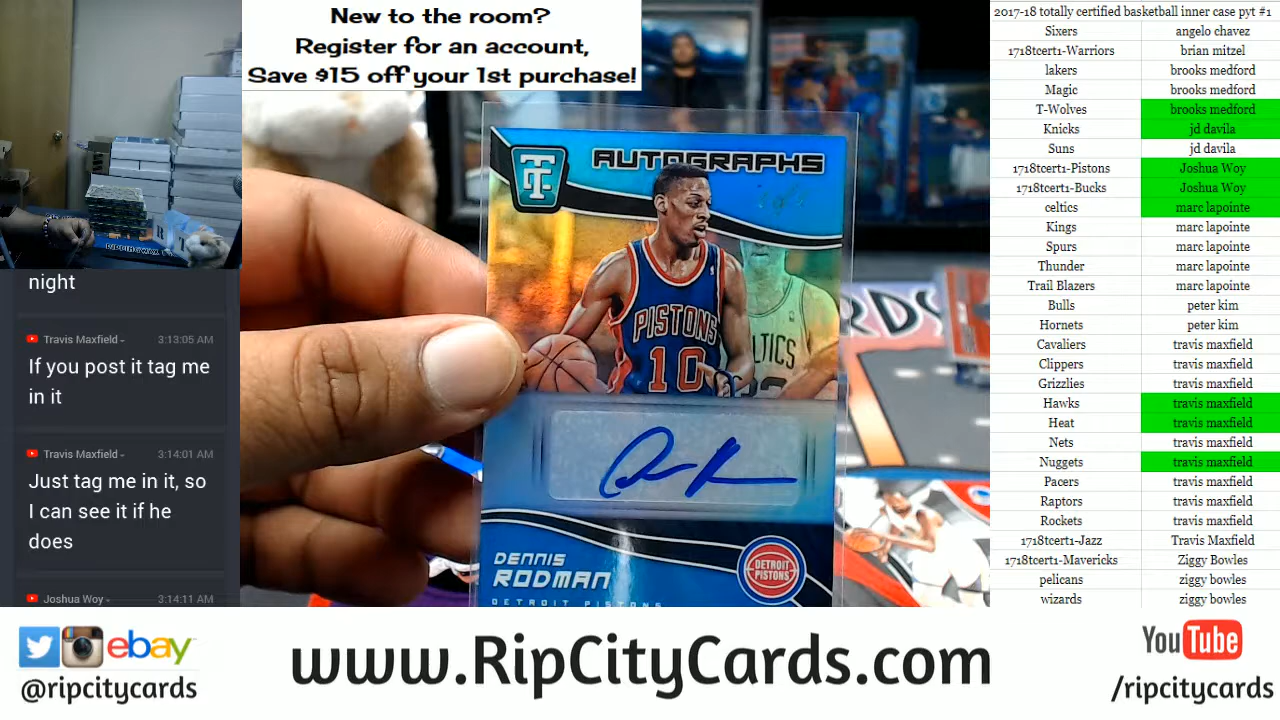 New to the room?
Register for an account,
Save $15 off your 1st purchase!
night
Travis Maxfield - 3:13:05 AM
If you post it tag me
in it
Travis Maxfield - 3:14:01 AM
Just tag me in it, so
I can see it if he
does
Joshua Woy - 3:14:11 AM
AUTOGRAPHS
PISTONS
10
DENNIS
RODMAN
DETROIT PISTONS
DETROIT
PISTONS
2017-18 totally certified basketball inner case pyt #1
Sixers angelo chavez
1718tcert1-Warriors brian mitzel
lakers brooks medford
Magic brooks medford
T-Wolves brooks medford
Knicks jd davila
Suns jd davila
1718tcert1-Pistons Joshua Woy
1718tcert1-Bucks Joshua Woy
celtics marc lapointe
Kings marc lapointe
Spurs marc lapointe
Thunder marc lapointe
Trail Blazers marc lapointe
Bulls peter kim
Hornets peter kim
Cavaliers travis maxfield
Clippers travis maxfield
Grizzlies travis maxfield
Hawks travis maxfield
Heat travis maxfield
Nets travis maxfield
Nuggets travis maxfield
Pacers travis maxfield
Raptors travis maxfield
Rockets travis maxfield
1718tcert1-Jazz Travis Maxfield
1718tcert1-Mavericks Ziggy Bowles
pelicans ziggy bowles
wizards ziggy bowles
ebay
@ripcitycards
www.RipCityCards.com
YouTube
/ripcitycards